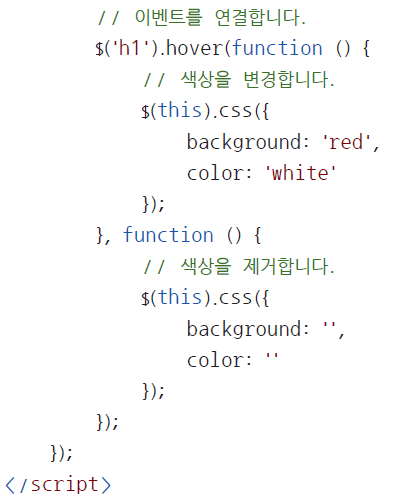 // 이벤트를 연결합니다.
$('h1').hover(function () {
// 색상을 변경합니다.
$(this).css({
background: 'red',
color: 'white'
});
}, function () {
// 색상을 제거합니다.
$(this).css({
background: '',
color: ''
});
});
});
</script>